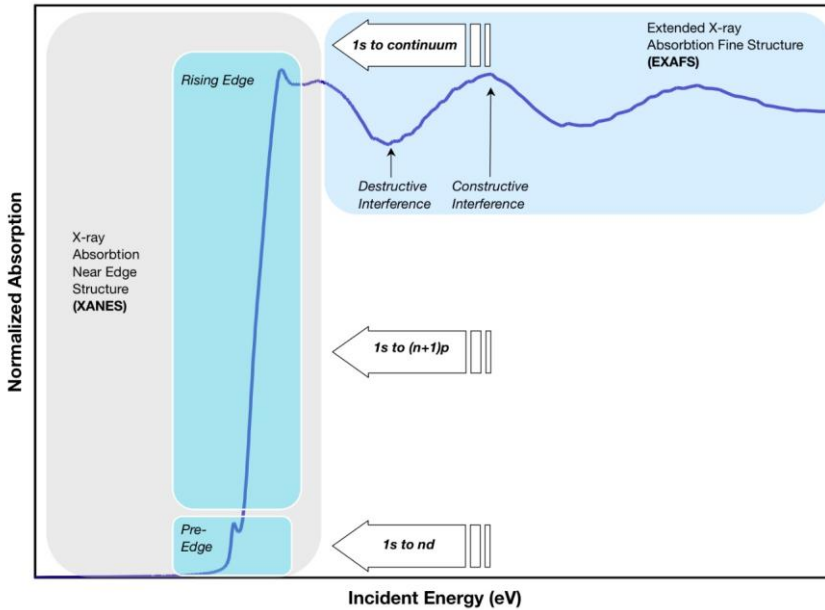 1s to continuum
Extended X-ray
Absorbtion Fine Structure
(EXAFS)
Rising Edge
Destructive
Interference
Constructive
Interference
X-ray
Absorbtion
Near Edge
Structure
(XANES)
1s to (n+1)p
Pre-
Edge
1s to nd
Normalized Absorption
Incident Energy (eV)